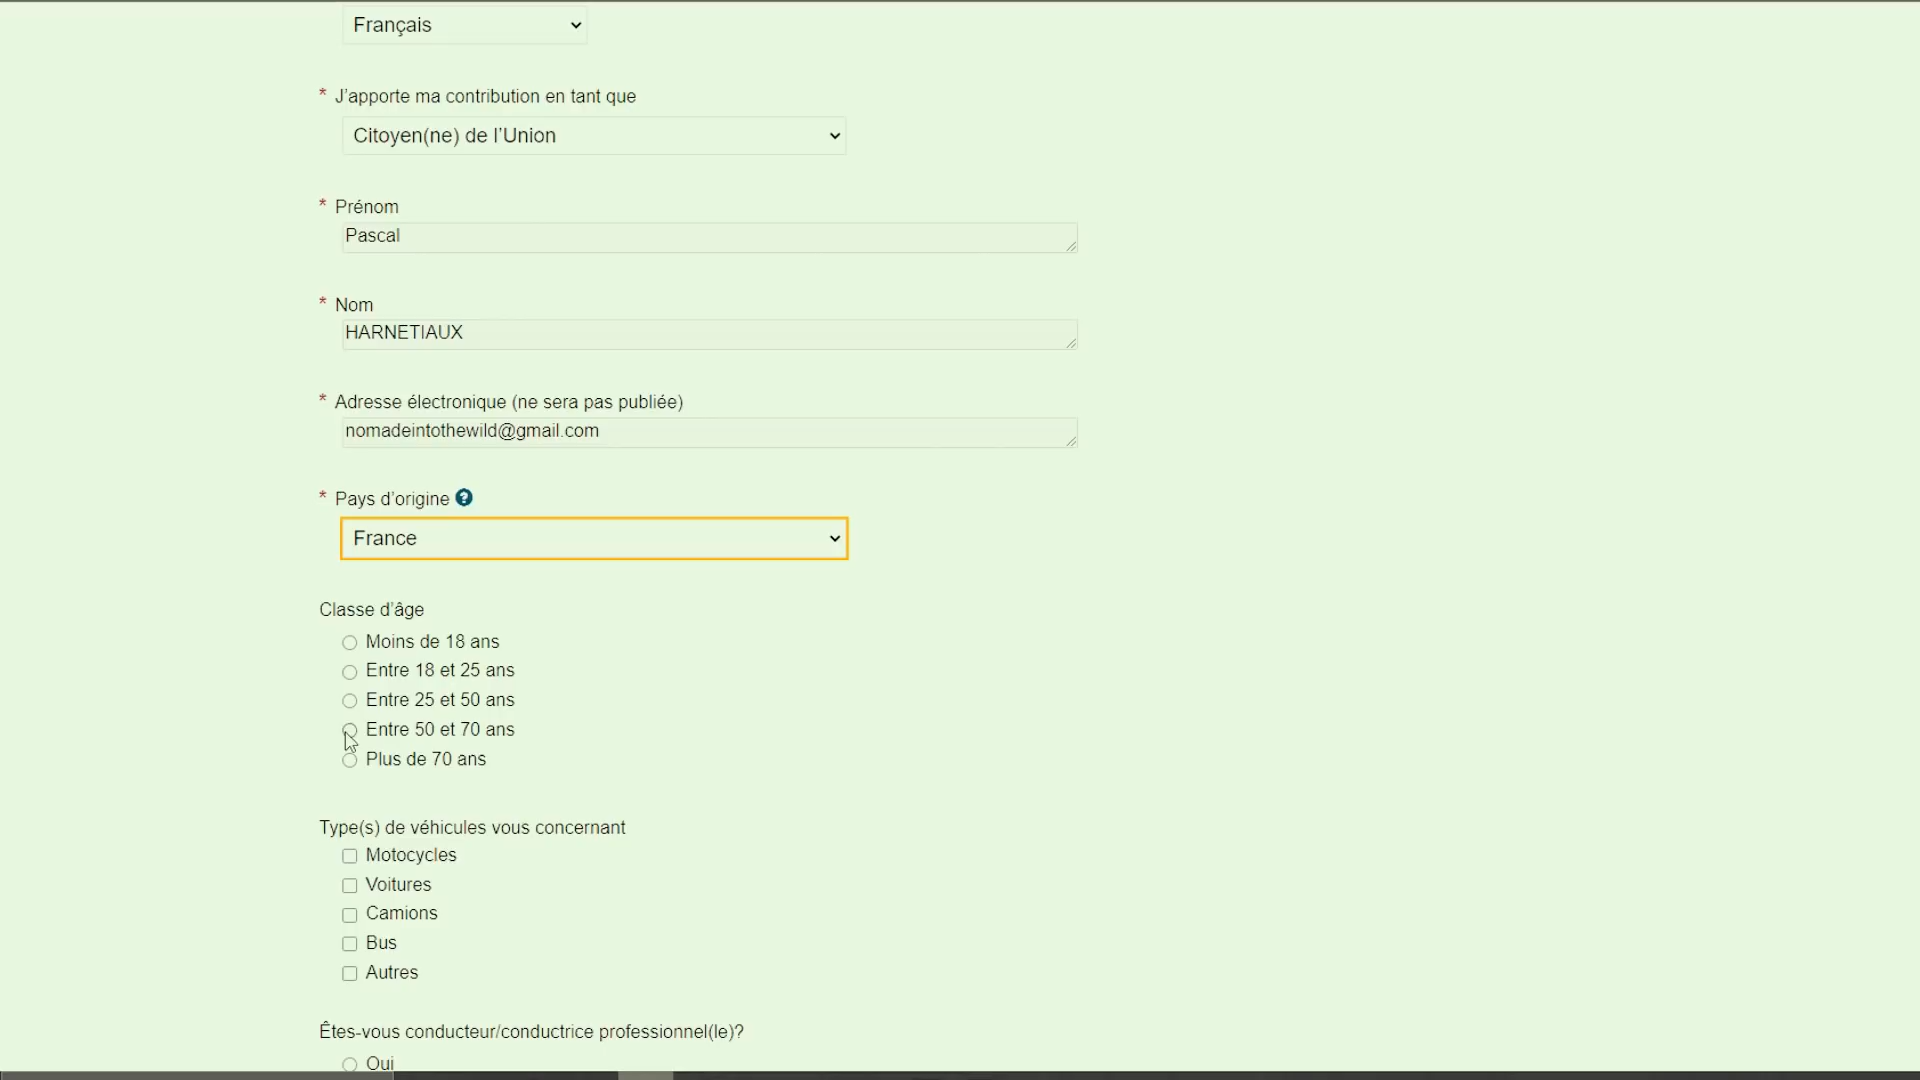 Français
* J’apporte ma contribution en tant que
Citoyen(ne) de l’Union
* Prénom
Pascal
* Nom
HARNETIAUX
* Adresse électronique (ne sera pas publiée)
nomadeintothewild@gmail.com
* Pays d’origine ?
France
Classe d’âge
Moins de 18 ans
Entre 18 et 25 ans
Entre 25 et 50 ans
Entre 50 et 70 ans
Plus de 70 ans
Type(s) de véhicules vous concernant
Motocycles
Voitures
Camions
Bus
Autres
Êtes-vous conducteur/conductrice professionnel(le)?
Oui